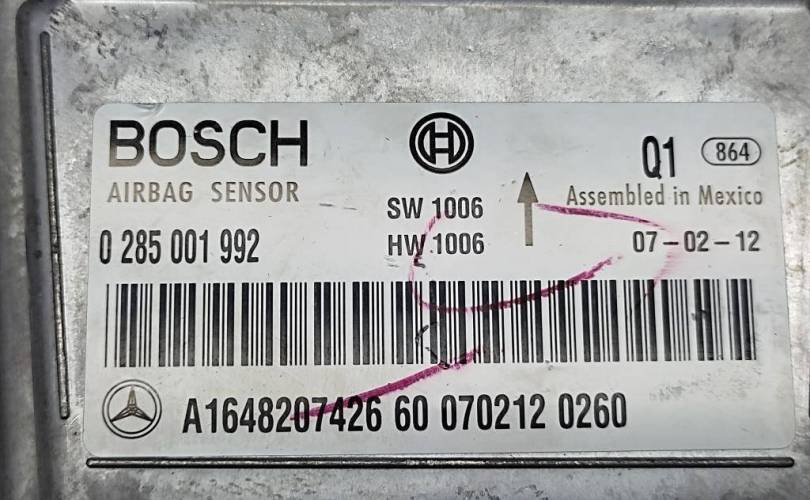 BOSCH
Q1 864
AIRBAG SENSOR
Assembled in Mexico
SW 1006
0 285 001 992
HW 1006
07-02-12
A1648207426 60 070212 0260